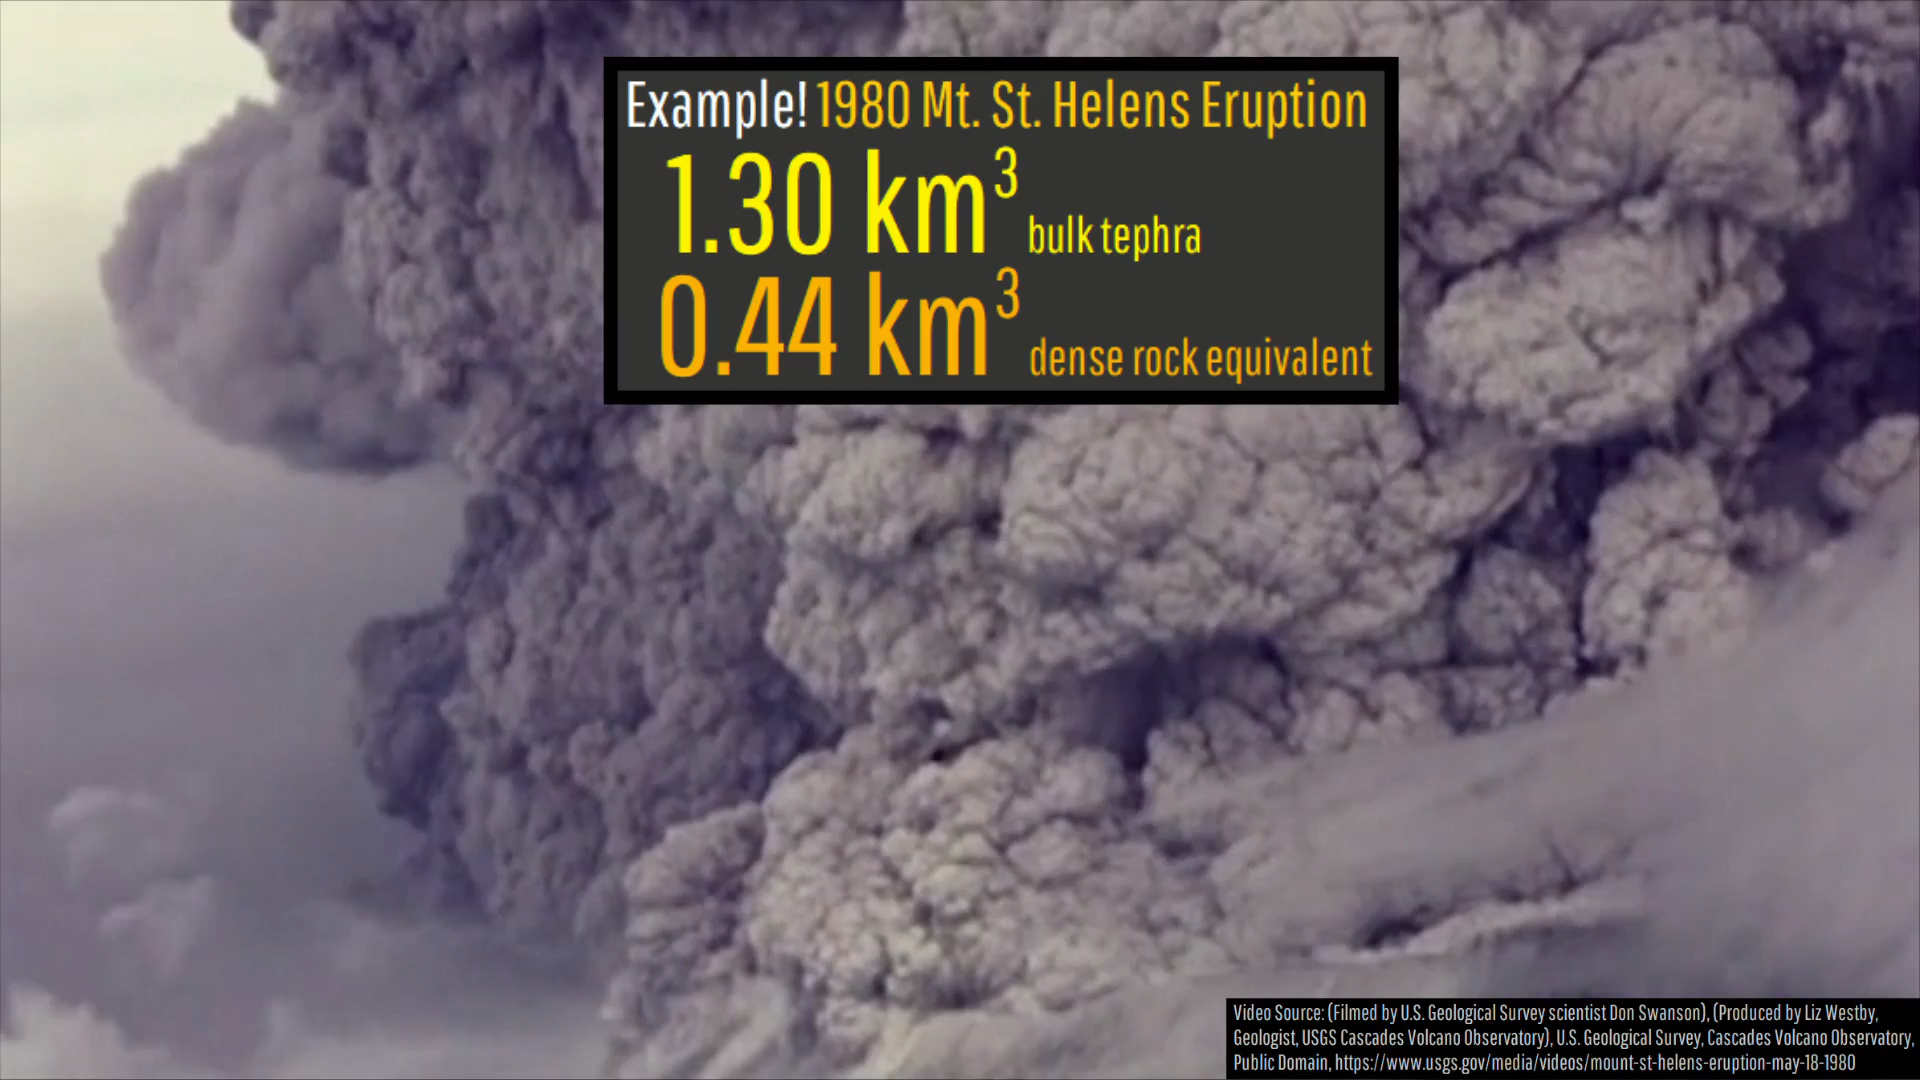 Example! 1980 Mt. St. Helens Eruption
1.30 km³ bulk tephra
0.44 km³ dense rock equivalent
Video Source: (Filmed by U.S. Geological Survey scientist Don Swanson), (Produced by Liz Westby,
Geologist, USGS Cascades Volcano Observatory), U.S. Geological Survey, Cascades Volcano Observatory,
Public Domain, https://www.usgs.gov/media/videos/mount-st-helens-eruption-may-18-1980